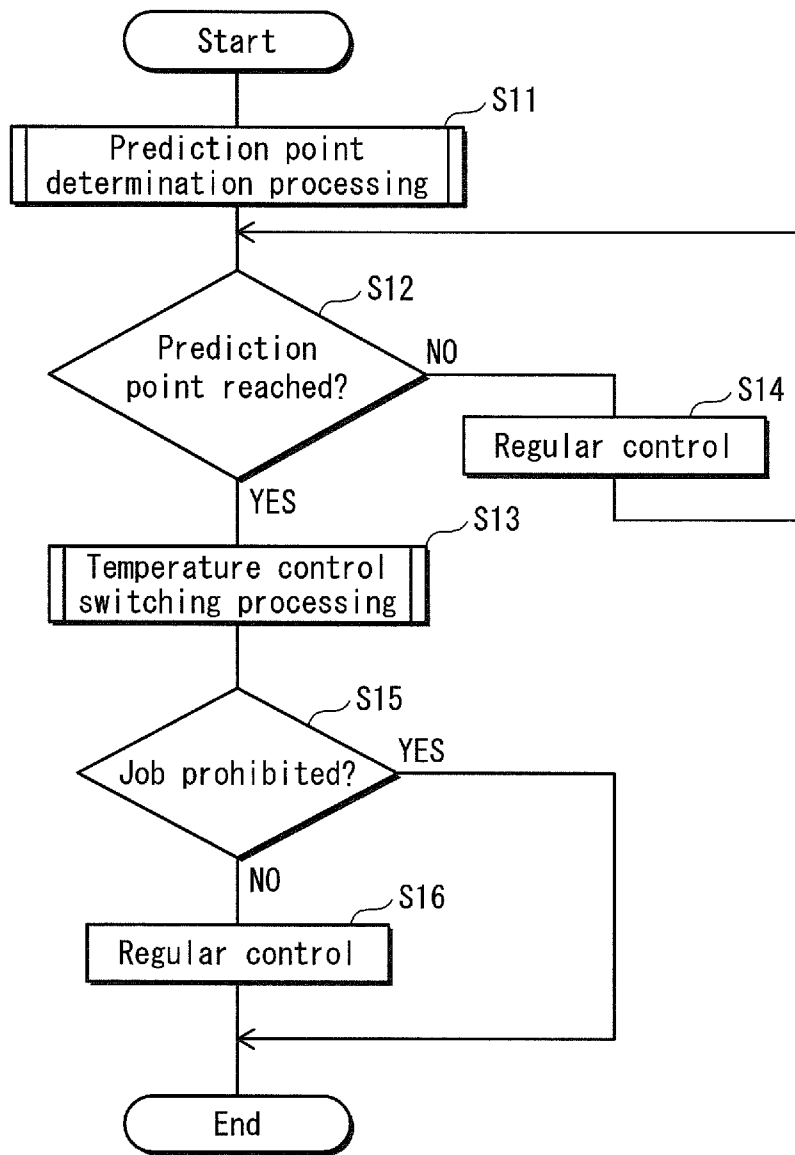 Start
S11
Prediction point
determination processing
S12
Prediction
point reached?
NO
S14
Regular control
YES
S13
Temperature control
switching processing
S15
Job prohibited?
YES
NO
S16
Regular control
End